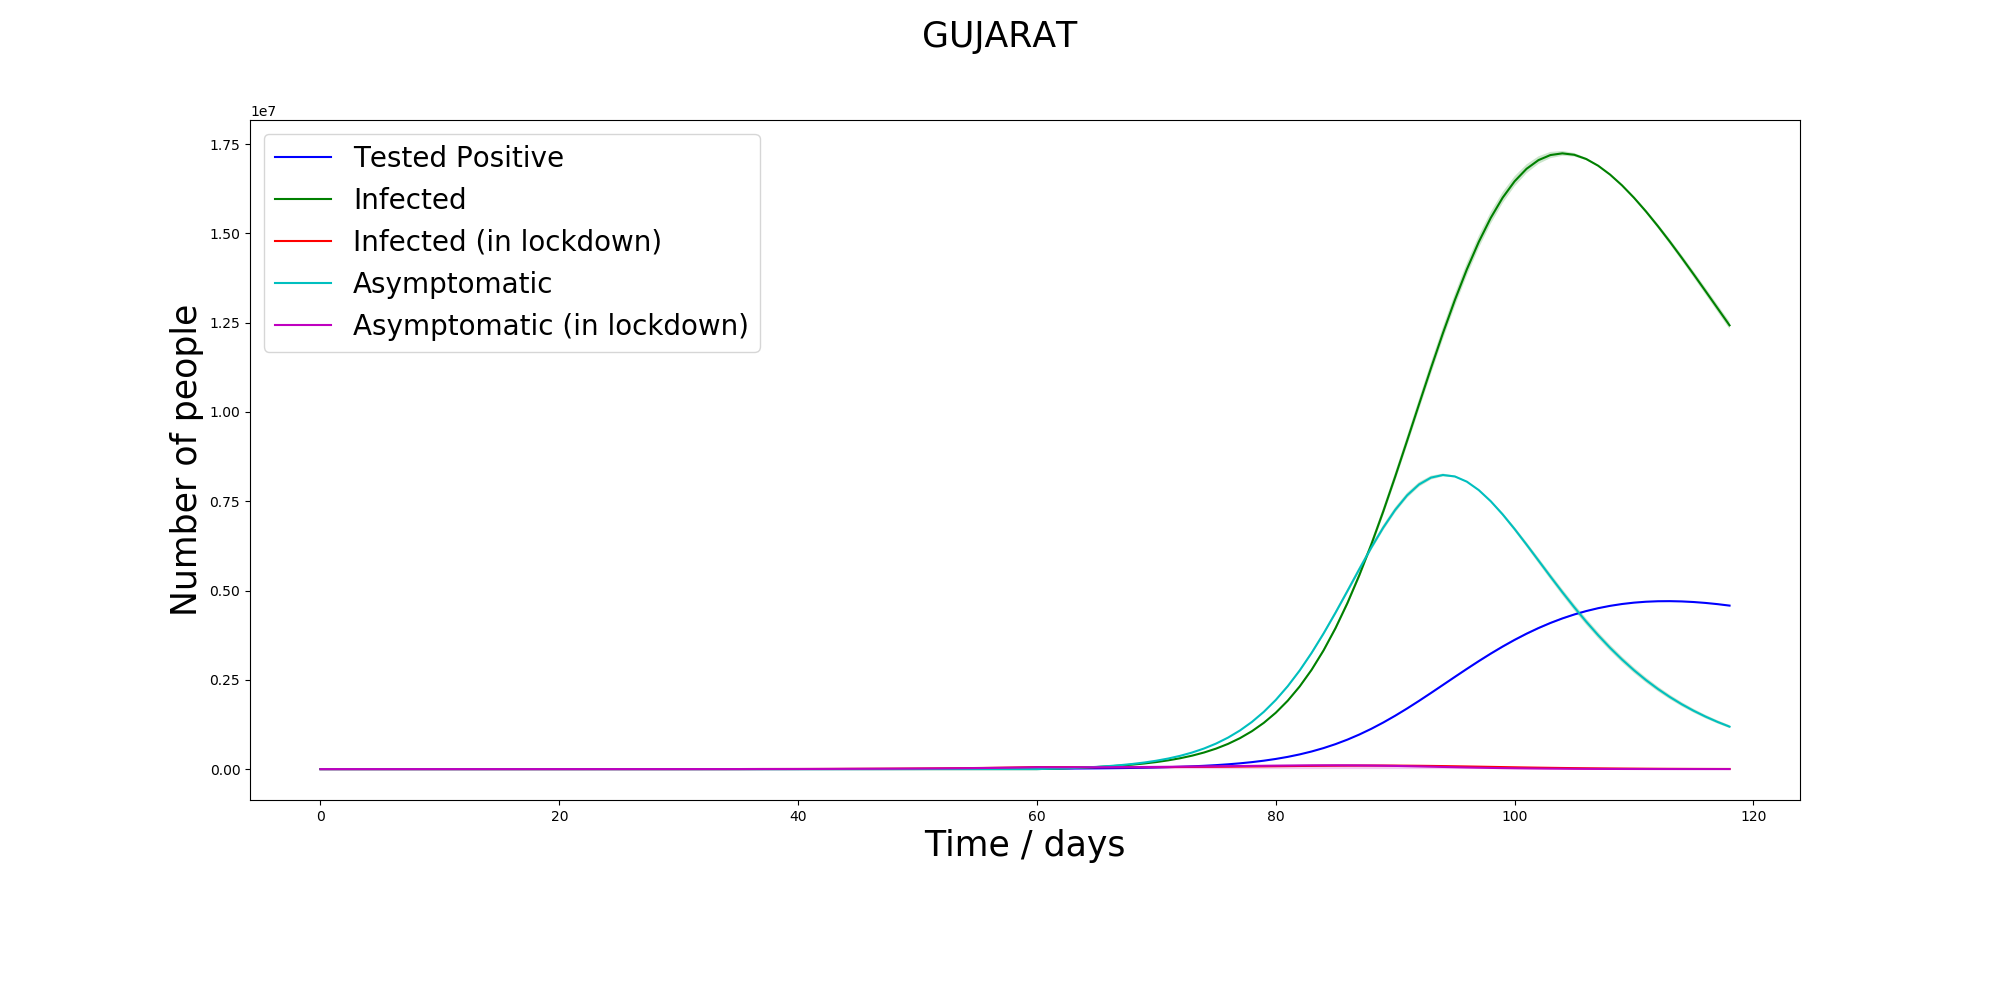 GUJARAT
1e7
1.75
1.50
1.25
1.00
0.75
0.50
0.25
0.00
Number of people
Tested Positive
Infected
Infected (in lockdown)
Asymptomatic
Asymptomatic (in lockdown)
0 20 40 60 80 100 120
Time / days